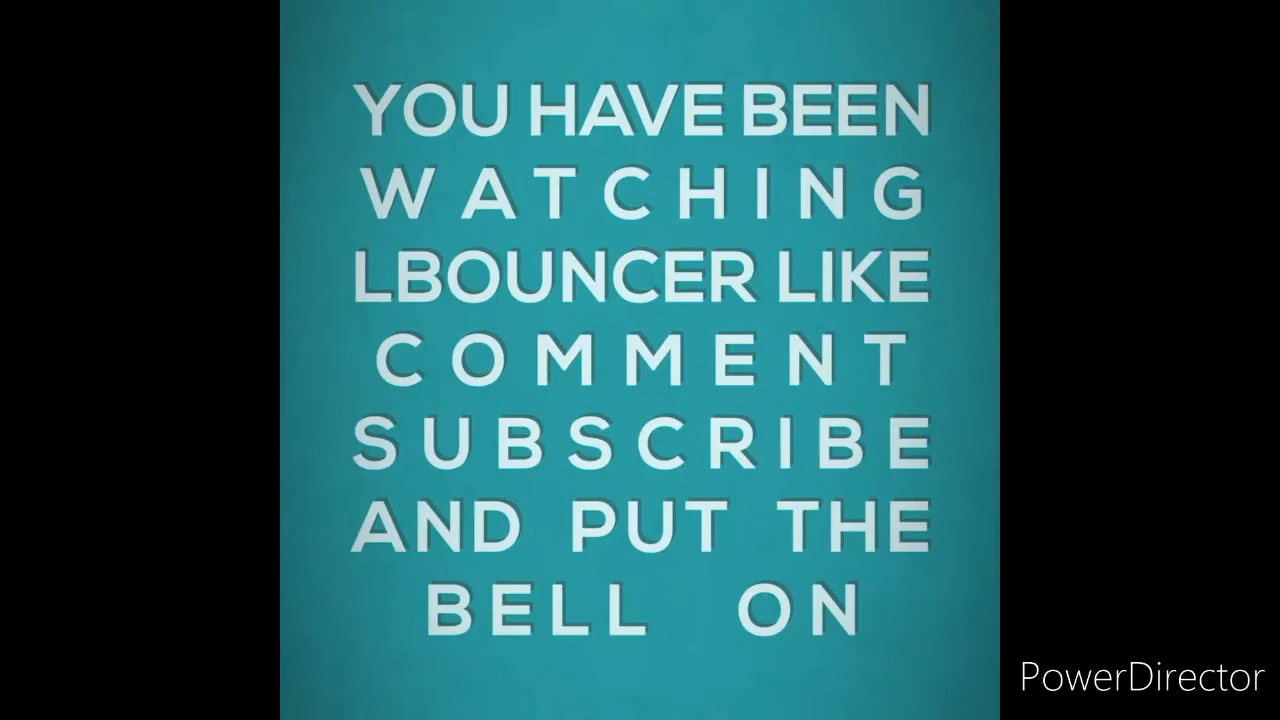 YOU HAVE BEEN
WATCHING
LBOUNCER LIKE
COMMENT
SUBSCRIBE
AND PUT THE
BELL ON
PowerDirector